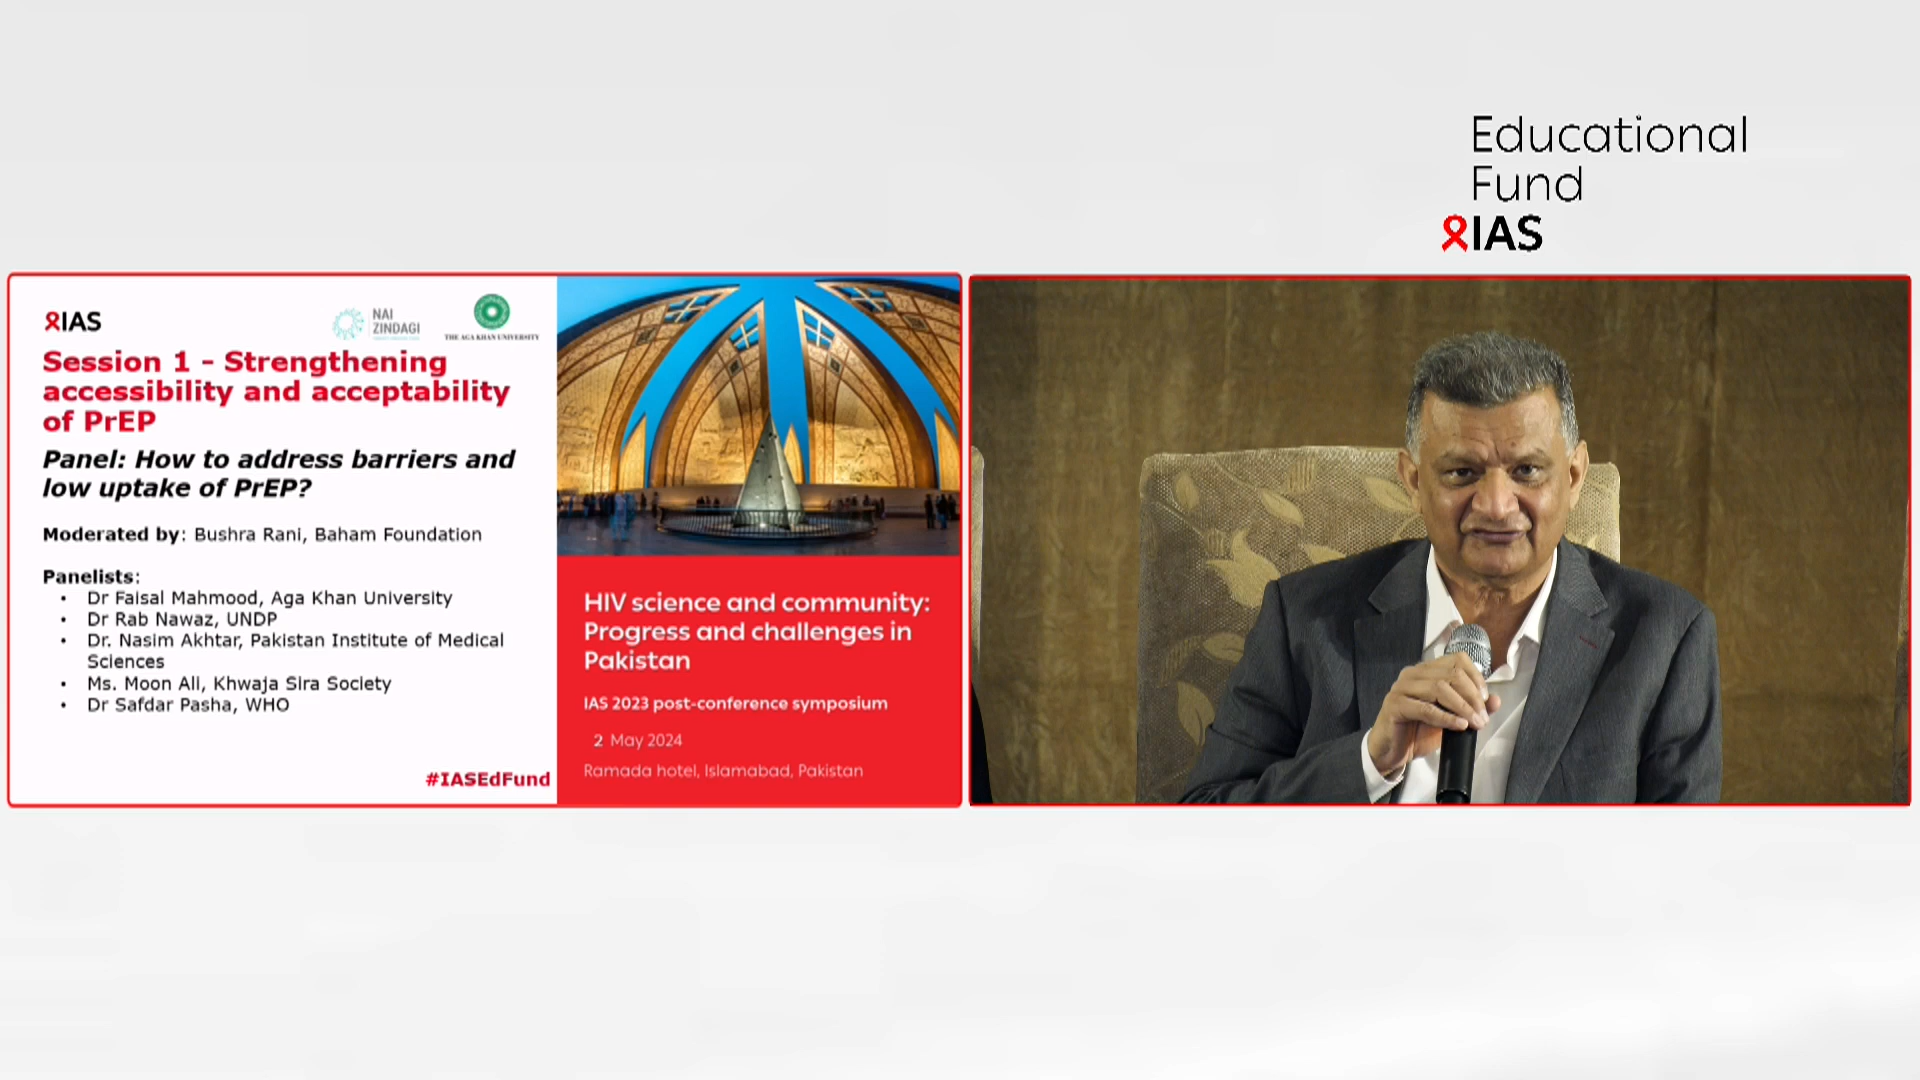 Educational
Fund
IAS
IAS
NAI
ZINDAGI
THE AGA KHAN UNIVERSITY
Session 1 - Strengthening
accessibility and acceptability
of PrEP
Panel: How to address barriers and
low uptake of PrEP?
Moderated by: Bushra Rani, Baham Foundation
Panelists:
• Dr Faisal Mahmood, Aga Khan University
• Dr Rab Nawaz, UNDP
• Dr. Nasim Akhtar, Pakistan Institute of Medical
Sciences
• Ms. Moon Ali, Khwaja Sira Society
• Dr Safdar Pasha, WHO
#IASEdFund
HIV science and community:
Progress and challenges in
Pakistan
IAS 2023 post-conference symposium
2 May 2024
Ramada hotel, Islamabad, Pakistan